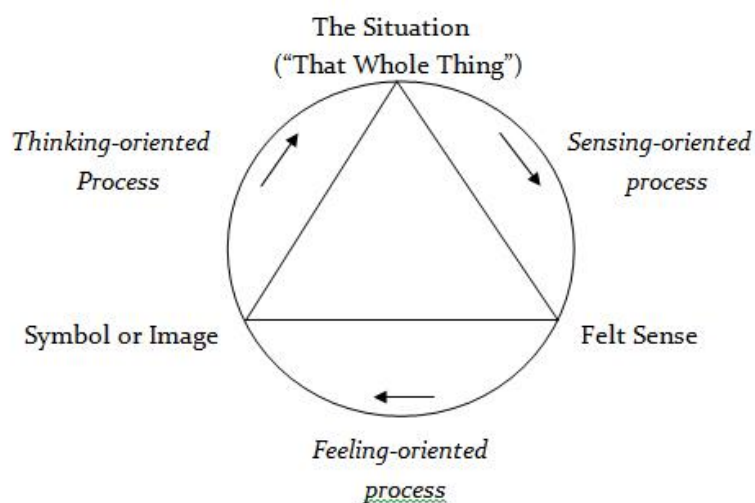 The Situation
(“That Whole Thing”)
Thinking-oriented
Process
Sensing-oriented
process
Symbol or Image
Felt Sense
Feeling-oriented
process